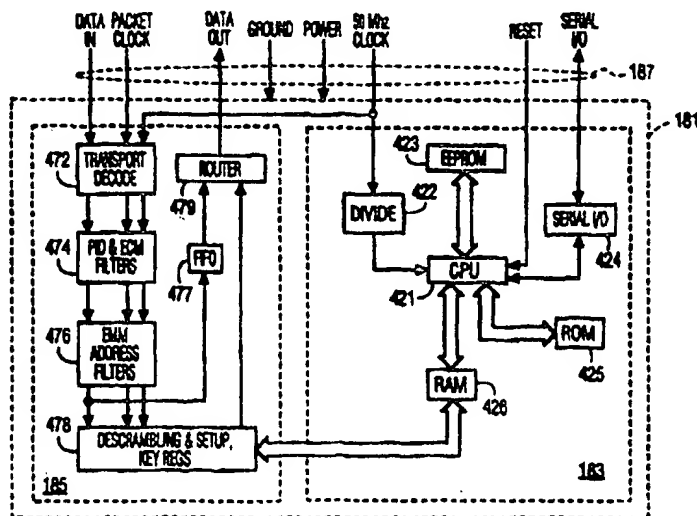 DATA IN
PACKET CLOCK
DATA OUT
GROUND
POWER
50 Mhz CLOCK
RESET
SERIAL I/O
187
181
472
TRANSPORT DECODE
ROUTER
479
423
EEPROM
DIVIDE
422
SERIAL I/O
424
474
PID & ECM FILTERS
FIFO
477
CPU
421
476
EMM ADDRESS FILTERS
ROM
425
RAM
426
478
DESCRAMBLING & SETUP, KEY REGS
185
183